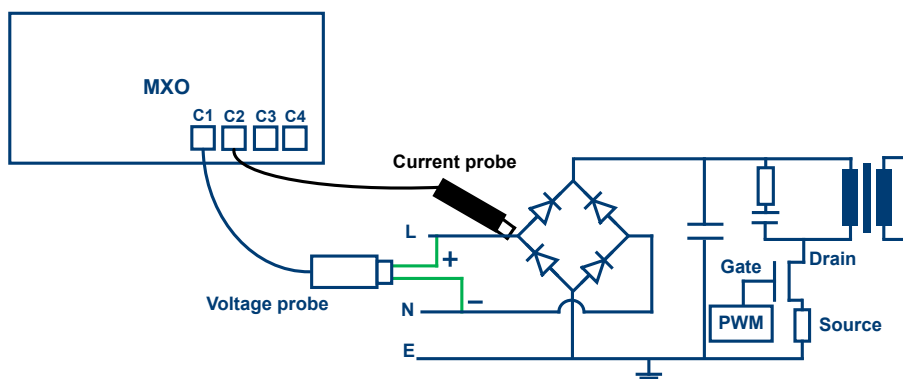 MXO
C1 C2 C3 C4
Current probe
L
+
Voltage probe
−
N
E
Gate
Drain
PWM
Source